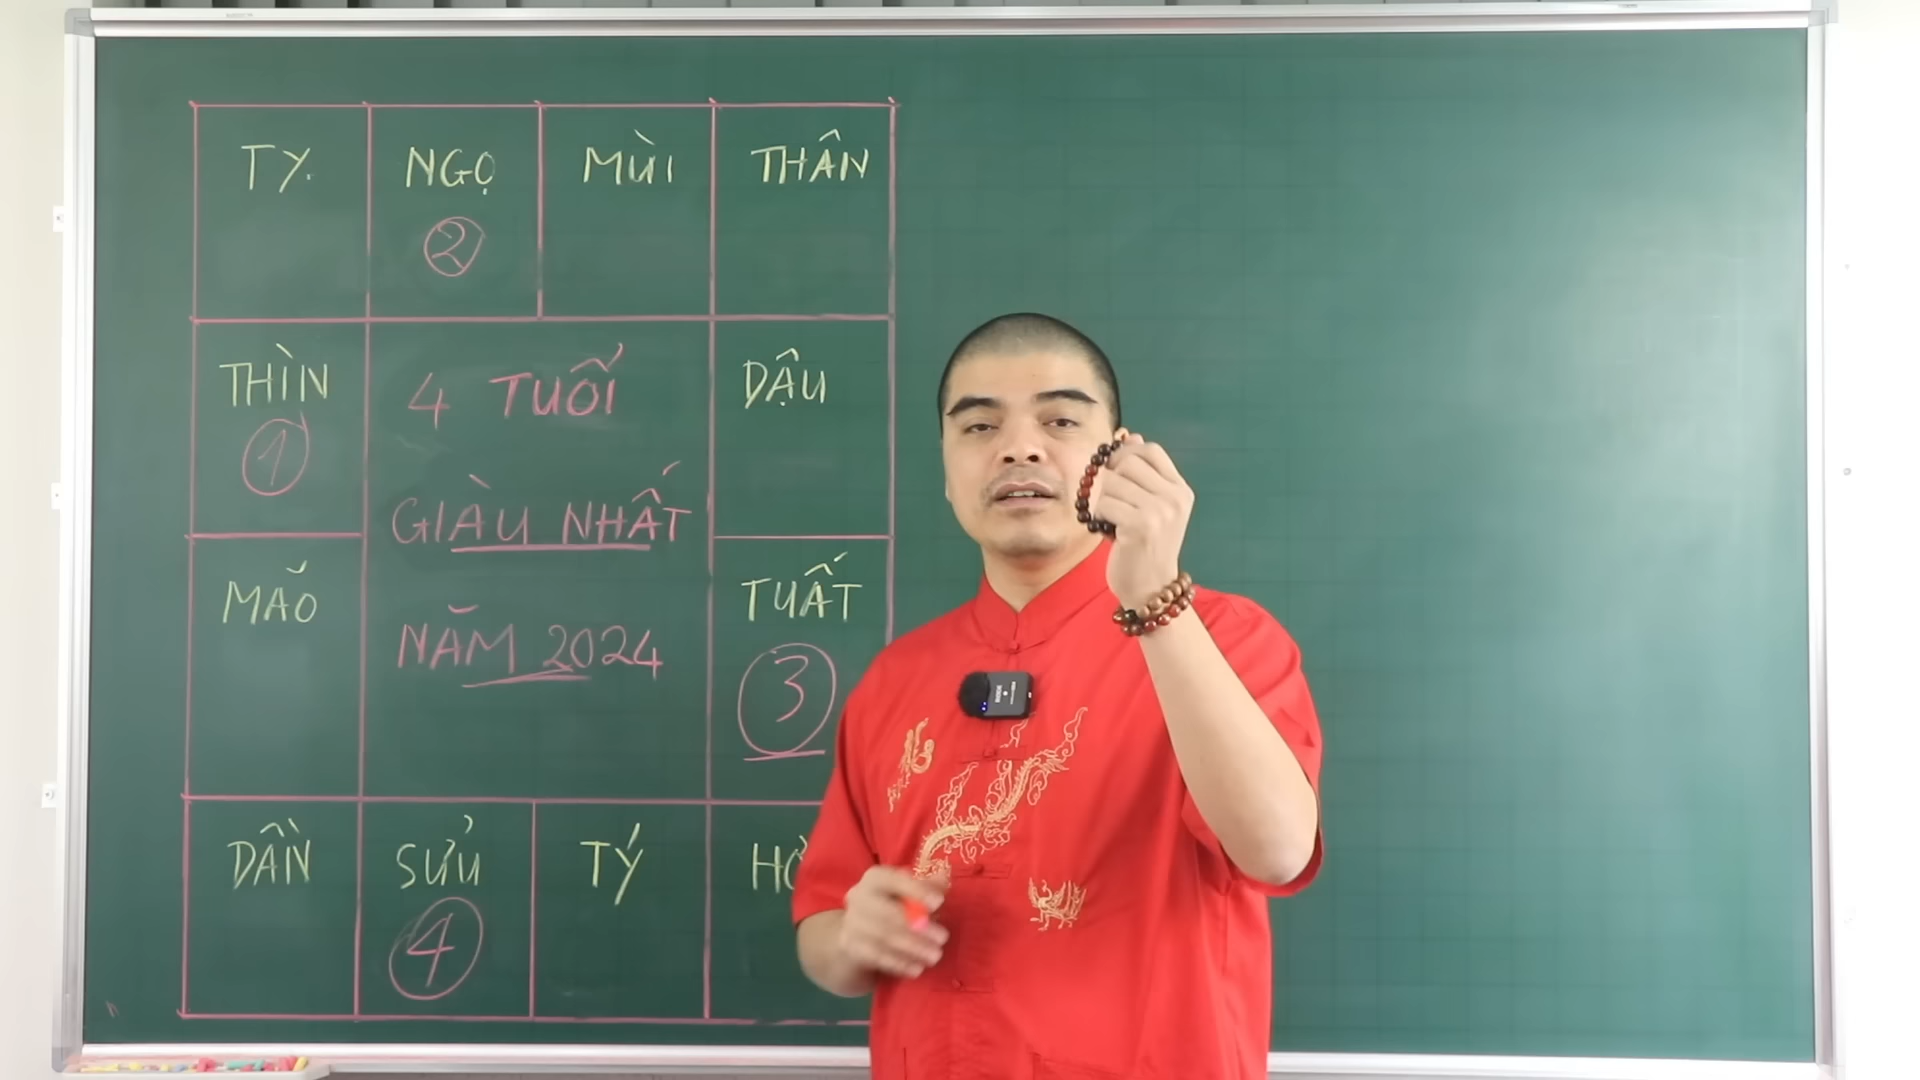 TỴ NGỌ MÙI THÂN
②
THÌN 4 TUỔI DẬU
①
GIÀU NHẤT
MÃO TUẤT
NĂM 2024
③
DẦN SỬU TÝ
④